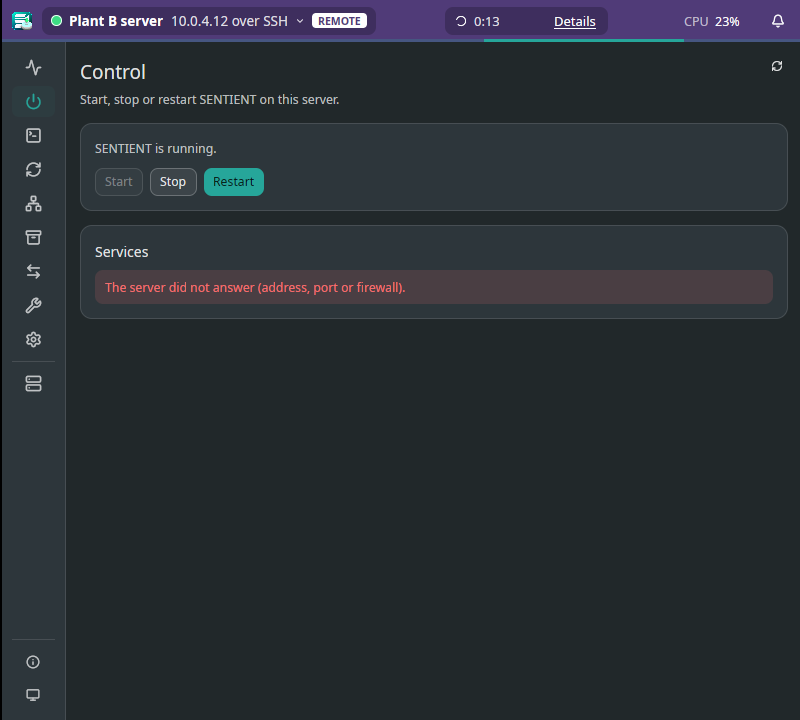 Plant B server 10.0.4.12 over SSH REMOTE 0:13 Details CPU 23%
Control
Start, stop or restart SENTIENT on this server.
SENTIENT is running.
Start Stop Restart
Services
The server did not answer (address, port or firewall).